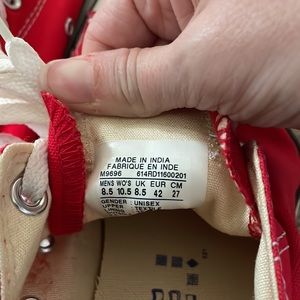 MADE IN INDIA
FABRIQUE EN INDE
M9696 614RD11600201
MENS WO'S UK EUR CM
8.5 10.5 8.5 42 27
GENDER : UNISEX
UPPER : TEXTILE